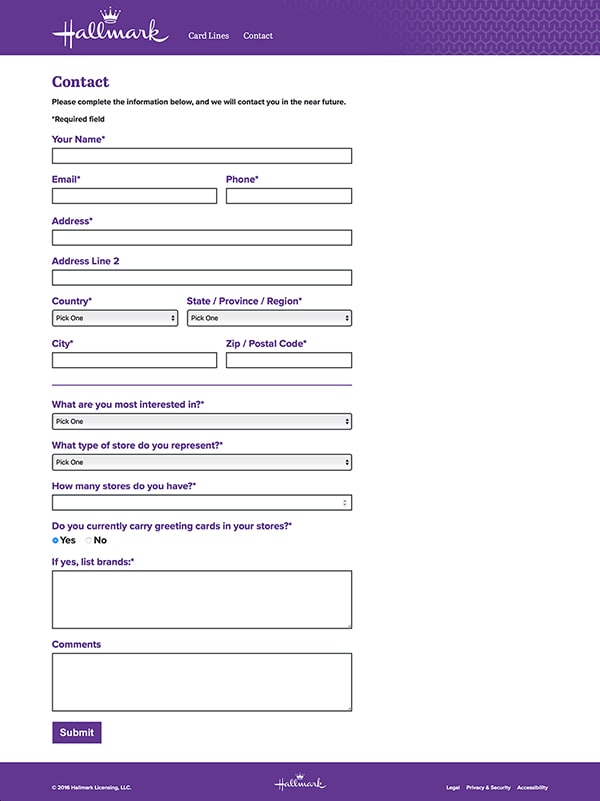 Hallmark Card Lines Contact
Contact
Please complete the information below, and we will contact you in the near future.
*Required field
Your Name*
Email* Phone*
Address*
Address Line 2
Country* State / Province / Region*
Pick One Pick One
City* Zip / Postal Code*
What are you most interested in?*
Pick One
What type of store do you represent?*
Pick One
How many stores do you have?*
Do you currently carry greeting cards in your stores?*
Yes No
If yes, list brands:*
Comments
Submit
© 2016 Hallmark Licensing, LLC. Hallmark Legal Privacy & Security Accessibility